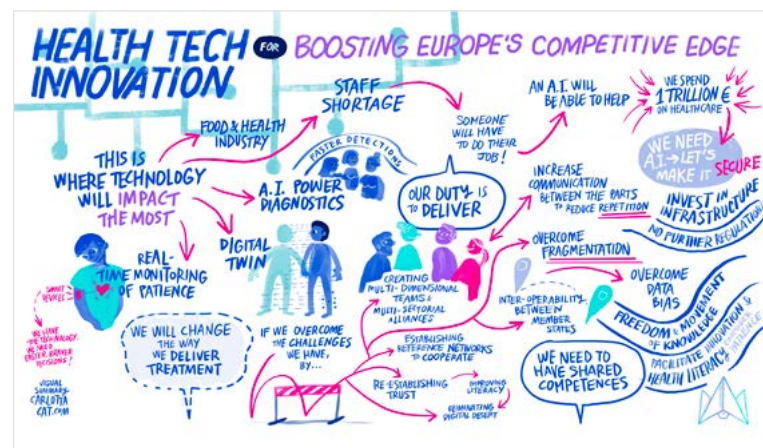 HEALTH TECH
INNOVATION
FOR
BOOSTING EUROPE'S COMPETITIVE EDGE
THIS IS
WHERE TECHNOLOGY
WILL IMPACT
THE MOST
FOOD & HEALTH
INDUSTRY
STAFF
SHORTAGE
FASTER DETECTIONS
A.I. POWER
DIAGNOSTICS
DIGITAL
TWIN
REAL-
TIME MONITORING
OF PATIENCE
SMART
DEVICES
WE HAVE
THE TECHNOLOGY.
WE NEED
FASTER, BRAVER
DECISIONS!
VISUAL
SUMMARY:
CARLOTTA
CAT.COM
WE WILL CHANGE
THE WAY
WE DELIVER
TREATMENT
SOMEONE
WILL HAVE
TO DO THEIR
JOB!
OUR DUTY IS
TO DELIVER
AN A.I. WILL
BE ABLE TO HELP
WE SPEND
1 TRILLION €
ON HEALTHCARE
WE NEED
A.I. → LET'S
MAKE IT SECURE
INCREASE
COMMUNICATION
BETWEEN THE PARTS
TO REDUCE REPETITION
INVEST IN
INFRASTRUCTURE
NO FURTHER REGULATION
OVERCOME
FRAGMENTATION
OVERCOME
DATA
BIAS
INTER-OPERABILITY
BETWEEN
MEMBER
STATES
IF WE OVERCOME
THE CHALLENGES
WE HAVE,
BY...
CREATING
MULTI-DIMENSIONAL
TEAMS &
MULTI-SECTORIAL
ALLIANCES
ESTABLISHING
REFERENCE NETWORKS
TO COOPERATE
RE-ESTABLISHING
TRUST
IMPROVING
LITERACY
ELIMINATING
DIGITAL DESERT
WE NEED TO
HAVE SHARED
COMPETENCES
FREEDOM & MOVEMENT
OF KNOWLEDGE
FACILITATE INNOVATION &
HEALTH LITERACY